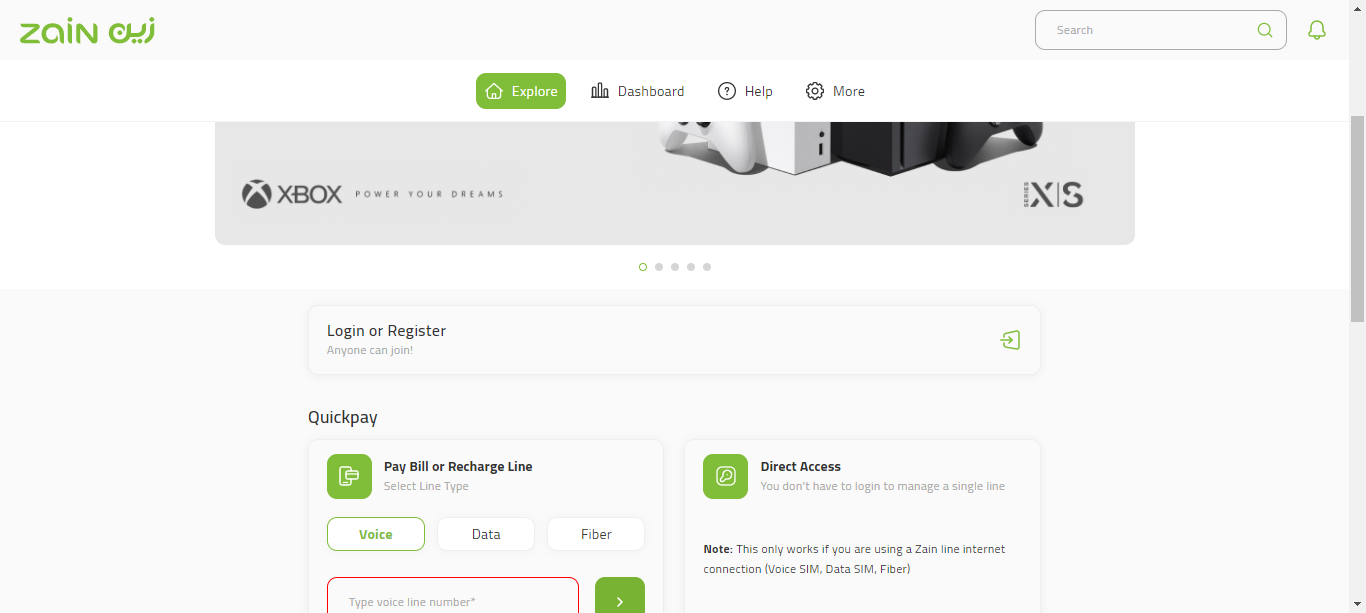 zain زين
Search
Explore
Dashboard
Help
More
XBOX POWER YOUR DREAMS
SERIES X|S
Login or Register
Anyone can join!
Quickpay
Pay Bill or Recharge Line
Select Line Type
Voice
Data
Fiber
Type voice line number*
Direct Access
You don't have to login to manage a single line
Note: This only works if you are using a Zain line internet
connection (Voice SIM, Data SIM, Fiber)